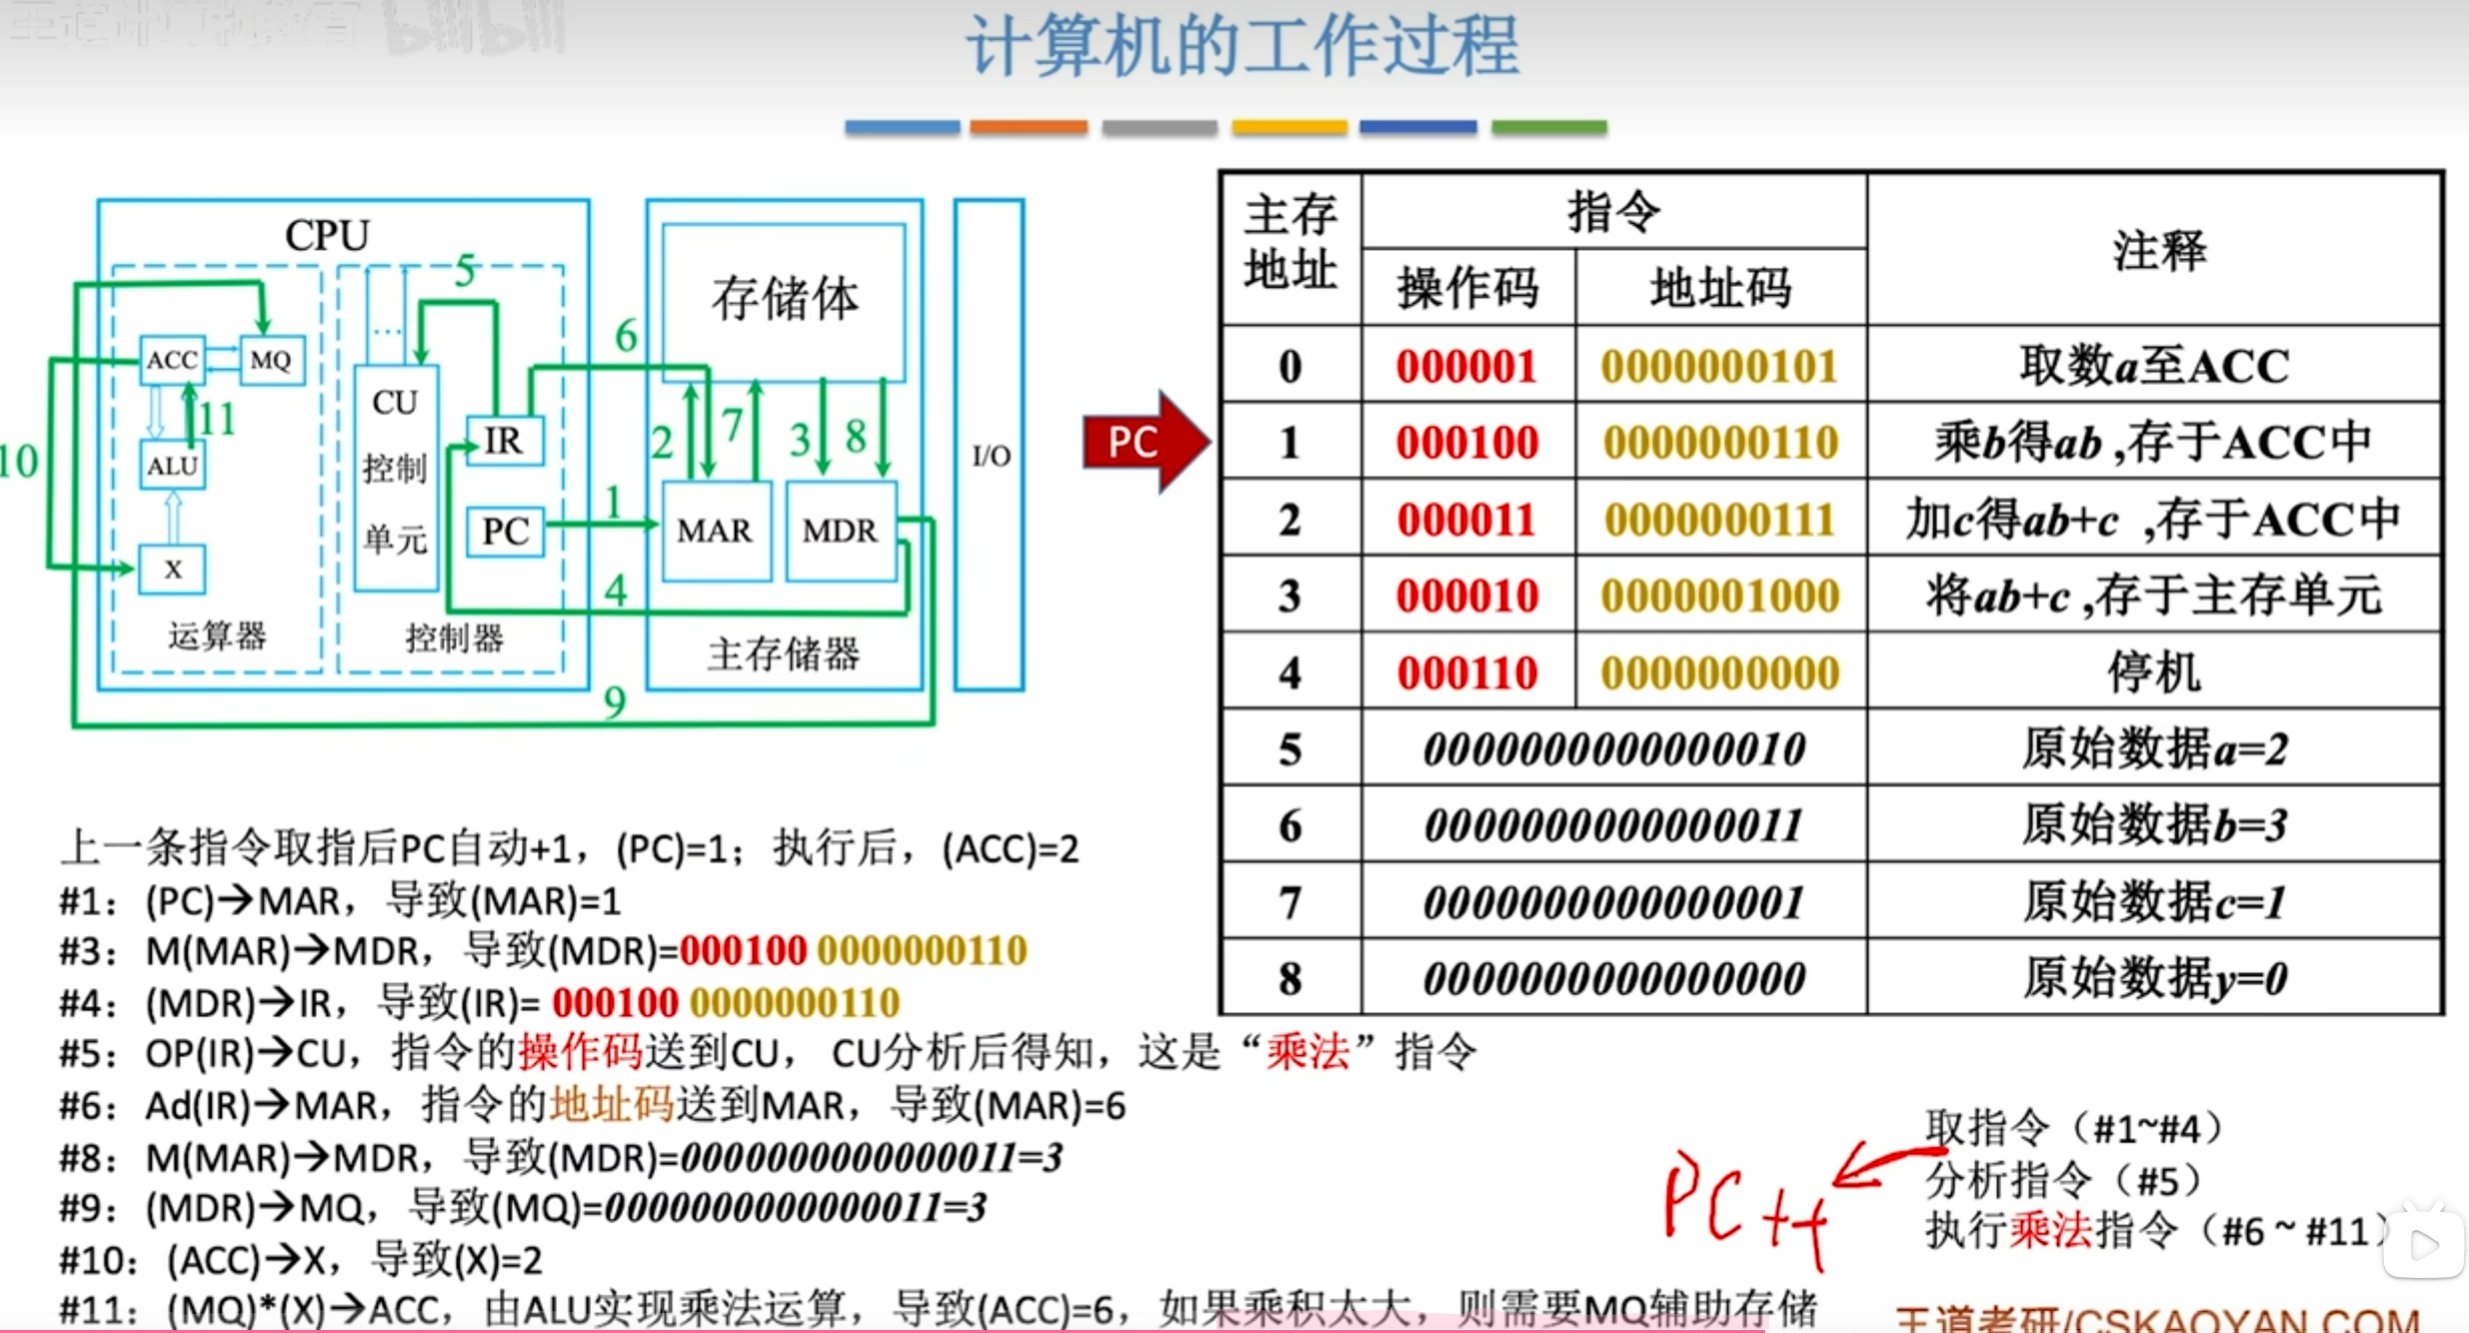 王道计算机教育 bilibili
计算机的工作过程
CPU
ACC
MQ
ALU
X
运算器
CU
控制
单元
...
IR
PC
控制器
存储体
MAR
MDR
主存储器
I/O
1
2
3
4
5
6
7
8
9
10
11
PC
主存地址 指令 注释
操作码 地址码
0 000001 0000000101 取数a至ACC
1 000100 0000000110 乘b得ab ,存于ACC中
2 000011 0000000111 加c得ab+c ,存于ACC中
3 000010 0000001000 将ab+c ,存于主存单元
4 000110 0000000000 停机
5 0000000000000010 原始数据a=2
6 0000000000000011 原始数据b=3
7 0000000000000001 原始数据c=1
8 0000000000000000 原始数据y=0
上一条指令取指后PC自动+1，(PC)=1；执行后，(ACC)=2
#1：(PC)→MAR，导致(MAR)=1
#3：M(MAR)→MDR，导致(MDR)=000100 0000000110
#4：(MDR)→IR，导致(IR)= 000100 0000000110
#5：OP(IR)→CU，指令的操作码送到CU， CU分析后得知，这是“乘法”指令
#6：Ad(IR)→MAR，指令的地址码送到MAR，导致(MAR)=6
#8：M(MAR)→MDR，导致(MDR)=0000000000000011=3
#9：(MDR)→MQ，导致(MQ)=0000000000000011=3
#10：(ACC)→X，导致(X)=2
#11：(MQ)*(X)→ACC，由ALU实现乘法运算，导致(ACC)=6，如果乘积太大，则需要MQ辅助存储
取指令（#1~#4）
分析指令（#5）
执行乘法指令（#6 ~ #11）
PC++
王道考研/CSKAOYAN.COM